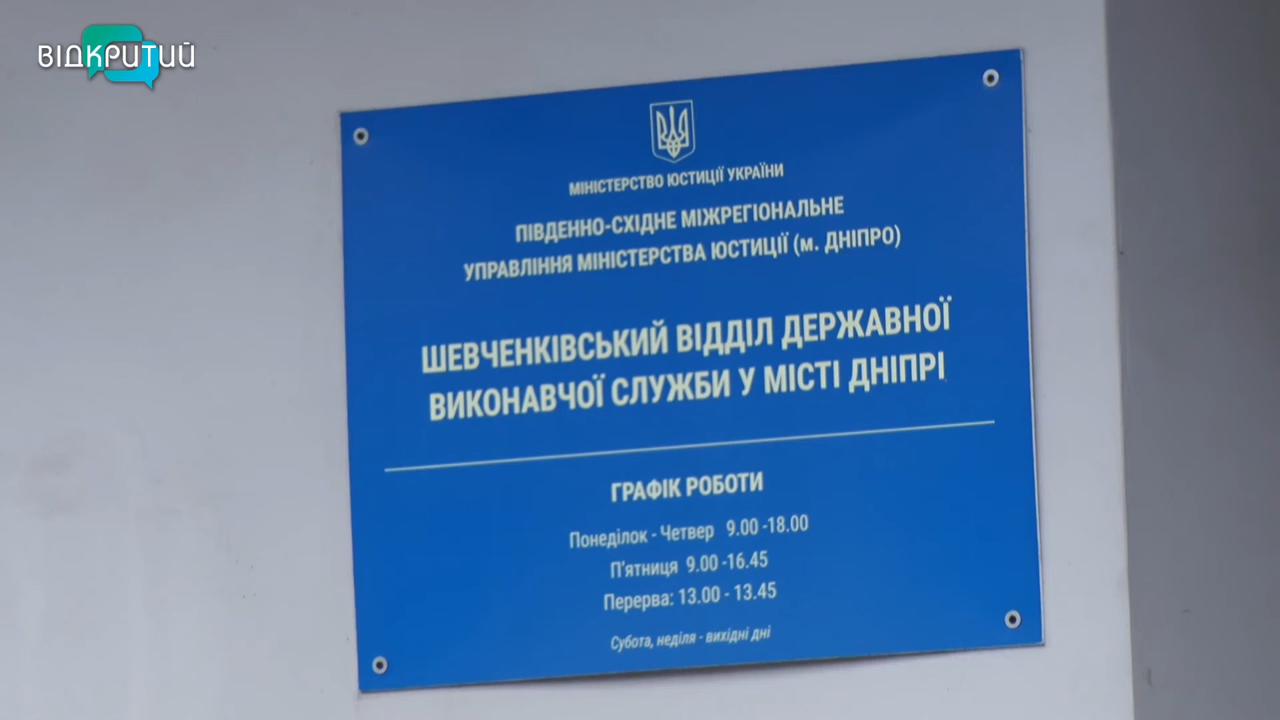 ВІДКРИТИЙ
МІНІСТЕРСТВО ЮСТИЦІЇ УКРАЇНИ
ПІВДЕННО-СХІДНЕ МІЖРЕГІОНАЛЬНЕ
УПРАВЛІННЯ МІНІСТЕРСТВА ЮСТИЦІЇ (м. ДНІПРО)
ШЕВЧЕНКІВСЬКИЙ ВІДДІЛ ДЕРЖАВНОЇ
ВИКОНАВЧОЇ СЛУЖБИ У МІСТІ ДНІПРІ
ГРАФІК РОБОТИ
Понеділок - Четвер 9.00 -18.00
П'ятниця 9.00 -16.45
Перерва: 13.00 - 13.45
Субота, неділя - вихідні дні